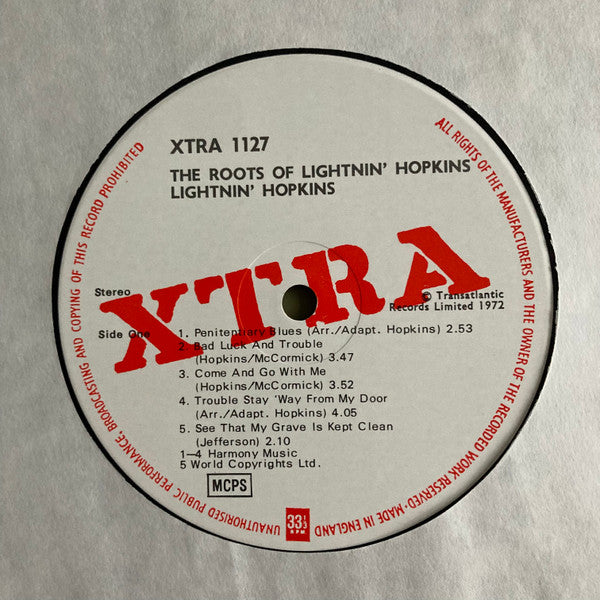 XTRA 1127
THE ROOTS OF LIGHTNIN' HOPKINS
LIGHTNIN' HOPKINS
XTRA
Stereo
© Transatlantic
Records Limited 1972
Side One
1. Penitentiary Blues (Arr./Adapt. Hopkins) 2.53
2. Bad Luck And Trouble
(Hopkins/McCormick) 3.47
3. Come And Go With Me
(Hopkins/McCormick) 3.52
4. Trouble Stay 'Way From My Door
(Arr./Adapt. Hopkins) 4.05
5. See That My Grave Is Kept Clean
(Jefferson) 2.10
1—4 Harmony Music
5 World Copyrights Ltd.
MCPS
33⅓
R.P.M.
ALL RIGHTS OF THE MANUFACTURERS AND THE OWNER OF THE RECORDED WORK RESERVED·MADE IN ENGLAND
UNAUTHORISED PUBLIC PERFORMANCE, BROADCASTING AND COPYING OF THIS RECORD PROHIBITED